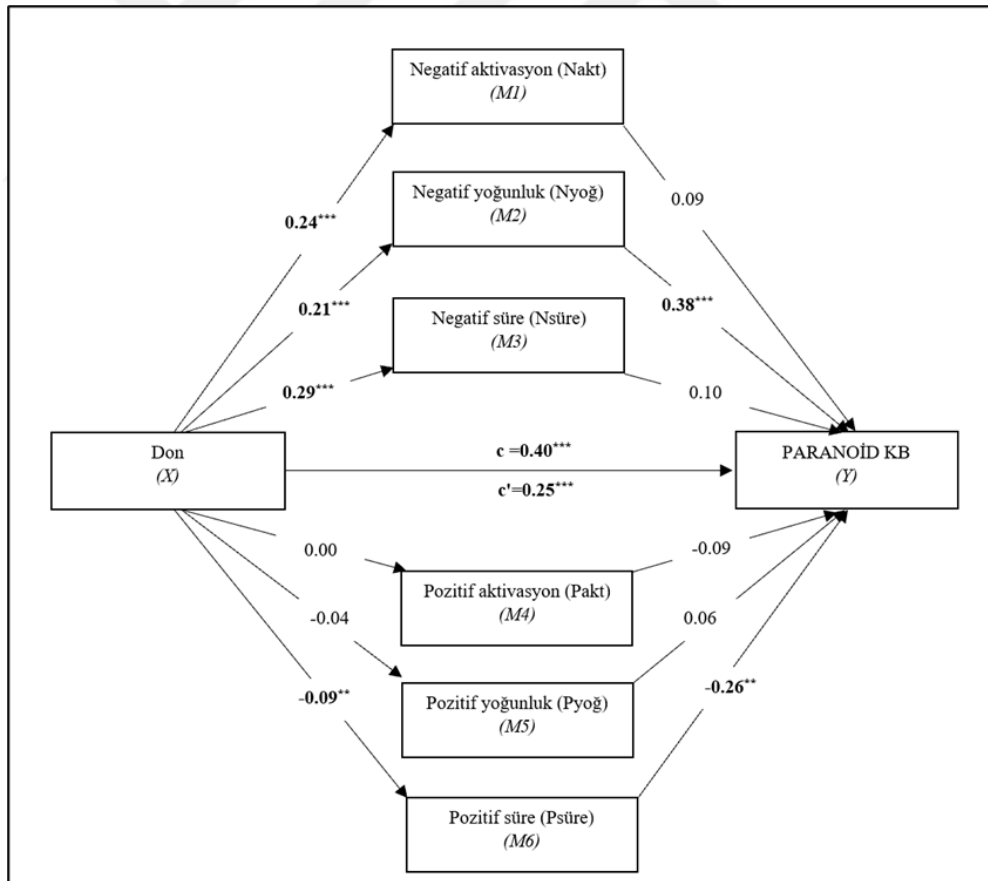 Negatif aktivasyon (Nakt)
(M1)
Negatif yoğunluk (Nyoğ)
(M2)
0.09
0.24***
0.21***
0.38***
Negatif süre (Nsüre)
(M3)
0.29***
0.10
Don
(X)
c =0.40***
c'=0.25***
PARANOİD KB
(Y)
0.00
-0.09
Pozitif aktivasyon (Pakt)
(M4)
-0.04
0.06
-0.09**
-0.26**
Pozitif yoğunluk (Pyoğ)
(M5)
Pozitif süre (Psüre)
(M6)